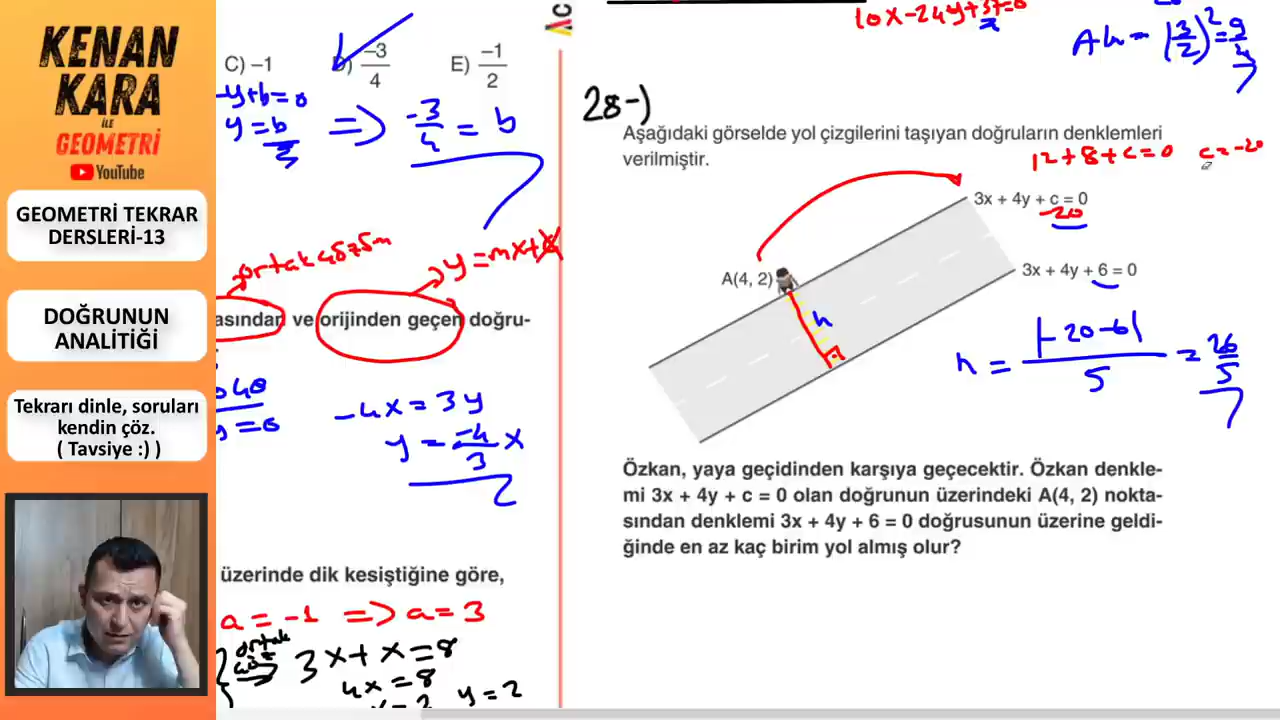 KENAN
KARA
İLE
GEOMETRİ
YouTube
GEOMETRİ TEKRAR
DERSLERİ-13
DOĞRUNUN
ANALİTİĞİ
Tekrarı dinle, soruları
kendin çöz.
( Tavsiye :) )
C) –1
–3
4
E) –1
2
-y+b=0
y=b
=> -3/4 = b
ortak çözüm
y=mx+
asından ve orijinden geçen doğru-
-4x=3y
y = -4/3 x
üzerinde dik kesiştiğine göre,
a = -1 => a = 3
ortak
3x+x=8
4x=8
y=2
10x-24y+37=0
(3/2)² = 9/4
28-)
Aşağıdaki görselde yol çizgilerini taşıyan doğruların denklemleri
verilmiştir.
12+8+c=0 c=-20
3x + 4y + c = 0
-20
A(4, 2)
3x + 4y + 6 = 0
h
h = |-20-6| / 5 = 26/5
Özkan, yaya geçidinden karşıya geçecektir. Özkan denkle-
mi 3x + 4y + c = 0 olan doğrunun üzerindeki A(4, 2) nokta-
sından denklemi 3x + 4y + 6 = 0 doğrusunun üzerine geldi-
ğinde en az kaç birim yol almış olur?